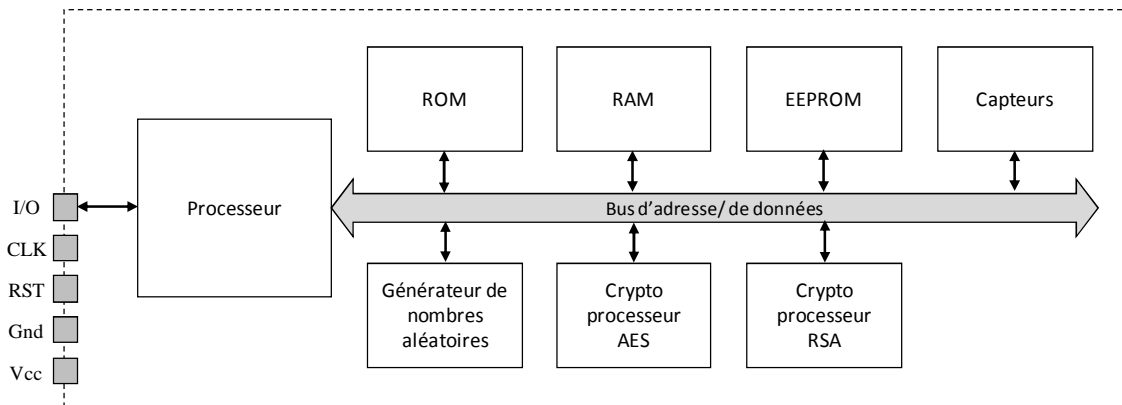 ROM
RAM
EEPROM
Capteurs
I/O
Processeur
Bus d'adresse/ de données
CLK
RST
Gnd
Vcc
Générateur de
nombres
aléatoires
Crypto
processeur
AES
Crypto
processeur
RSA